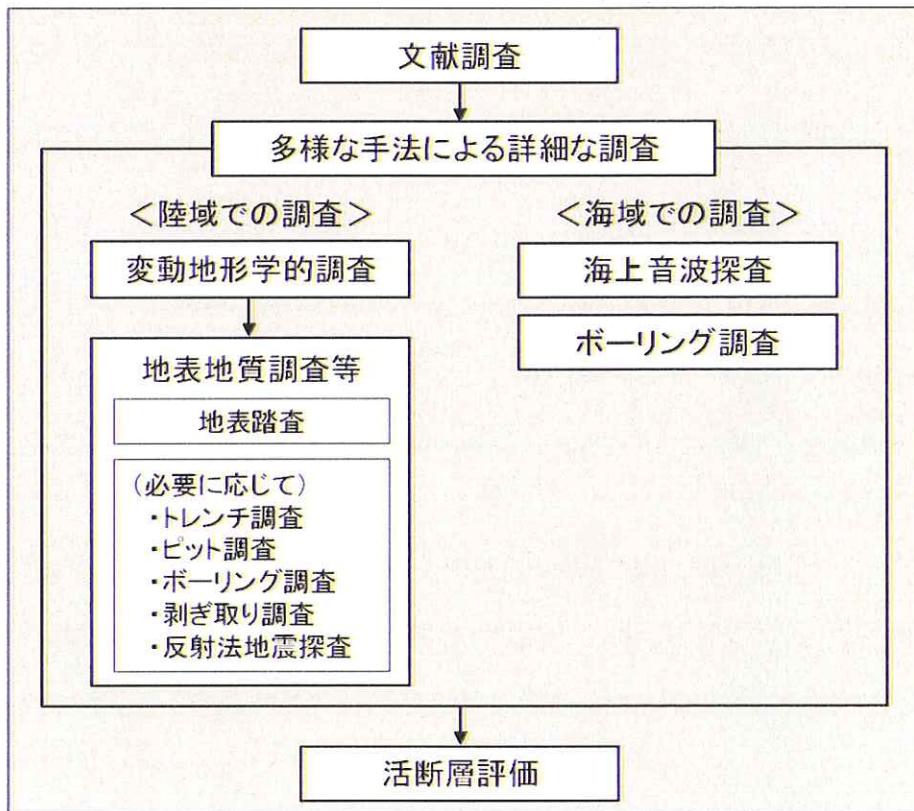 文献調査
多様な手法による詳細な調査
<陸域での調査>
変動地形学的調査
地表地質調査等
地表踏査
(必要に応じて)
・トレンチ調査
・ピット調査
・ボーリング調査
・剥ぎ取り調査
・反射法地震探査
<海域での調査>
海上音波探査
ボーリング調査
活断層評価